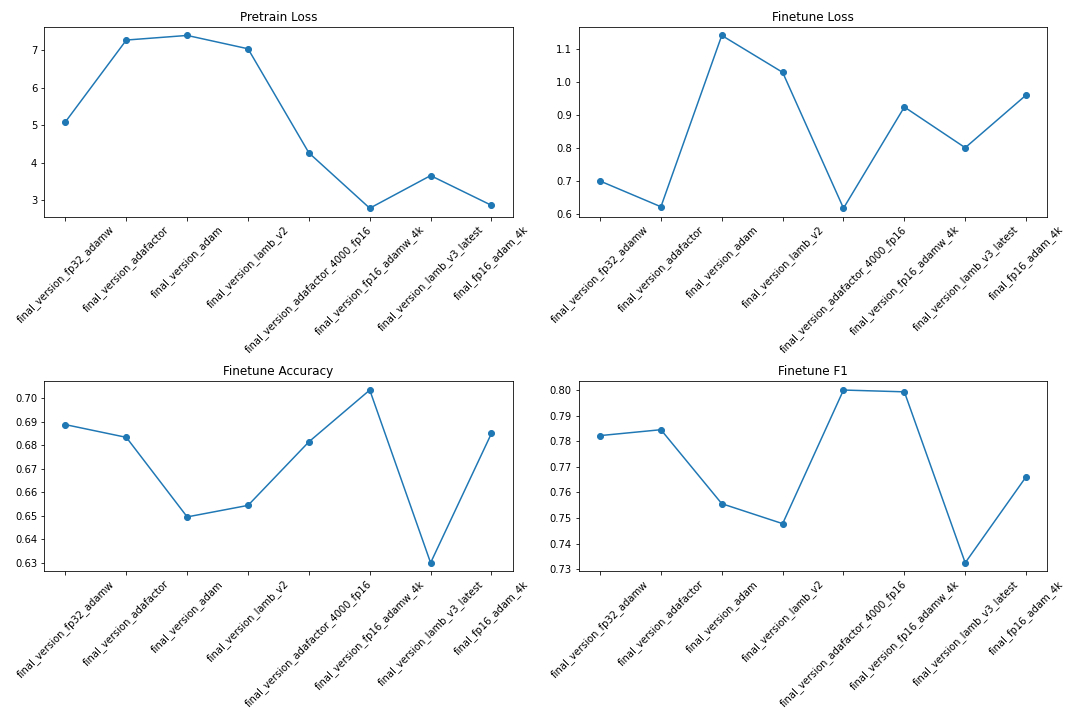 Pretrain Loss
7
6
5
4
3
final_version_fp32_adamw
final_version_adafactor
final_version_adam
final_version_lamb_v2
final_version_adafactor_4000_fp16
final_version_fp16_adamw_4k
final_version_lamb_v3_latest
final_fp16_adam_4k
Finetune Loss
1.1
1.0
0.9
0.8
0.7
0.6
final_version_fp32_adamw
final_version_adafactor
final_version_adam
final_version_lamb_v2
final_version_adafactor_4000_fp16
final_version_fp16_adamw_4k
final_version_lamb_v3_latest
final_fp16_adam_4k
Finetune Accuracy
0.70
0.69
0.68
0.67
0.66
0.65
0.64
0.63
final_version_fp32_adamw
final_version_adafactor
final_version_adam
final_version_lamb_v2
final_version_adafactor_4000_fp16
final_version_fp16_adamw_4k
final_version_lamb_v3_latest
final_fp16_adam_4k
Finetune F1
0.80
0.79
0.78
0.77
0.76
0.75
0.74
0.73
final_version_fp32_adamw
final_version_adafactor
final_version_adam
final_version_lamb_v2
final_version_adafactor_4000_fp16
final_version_fp16_adamw_4k
final_version_lamb_v3_latest
final_fp16_adam_4k